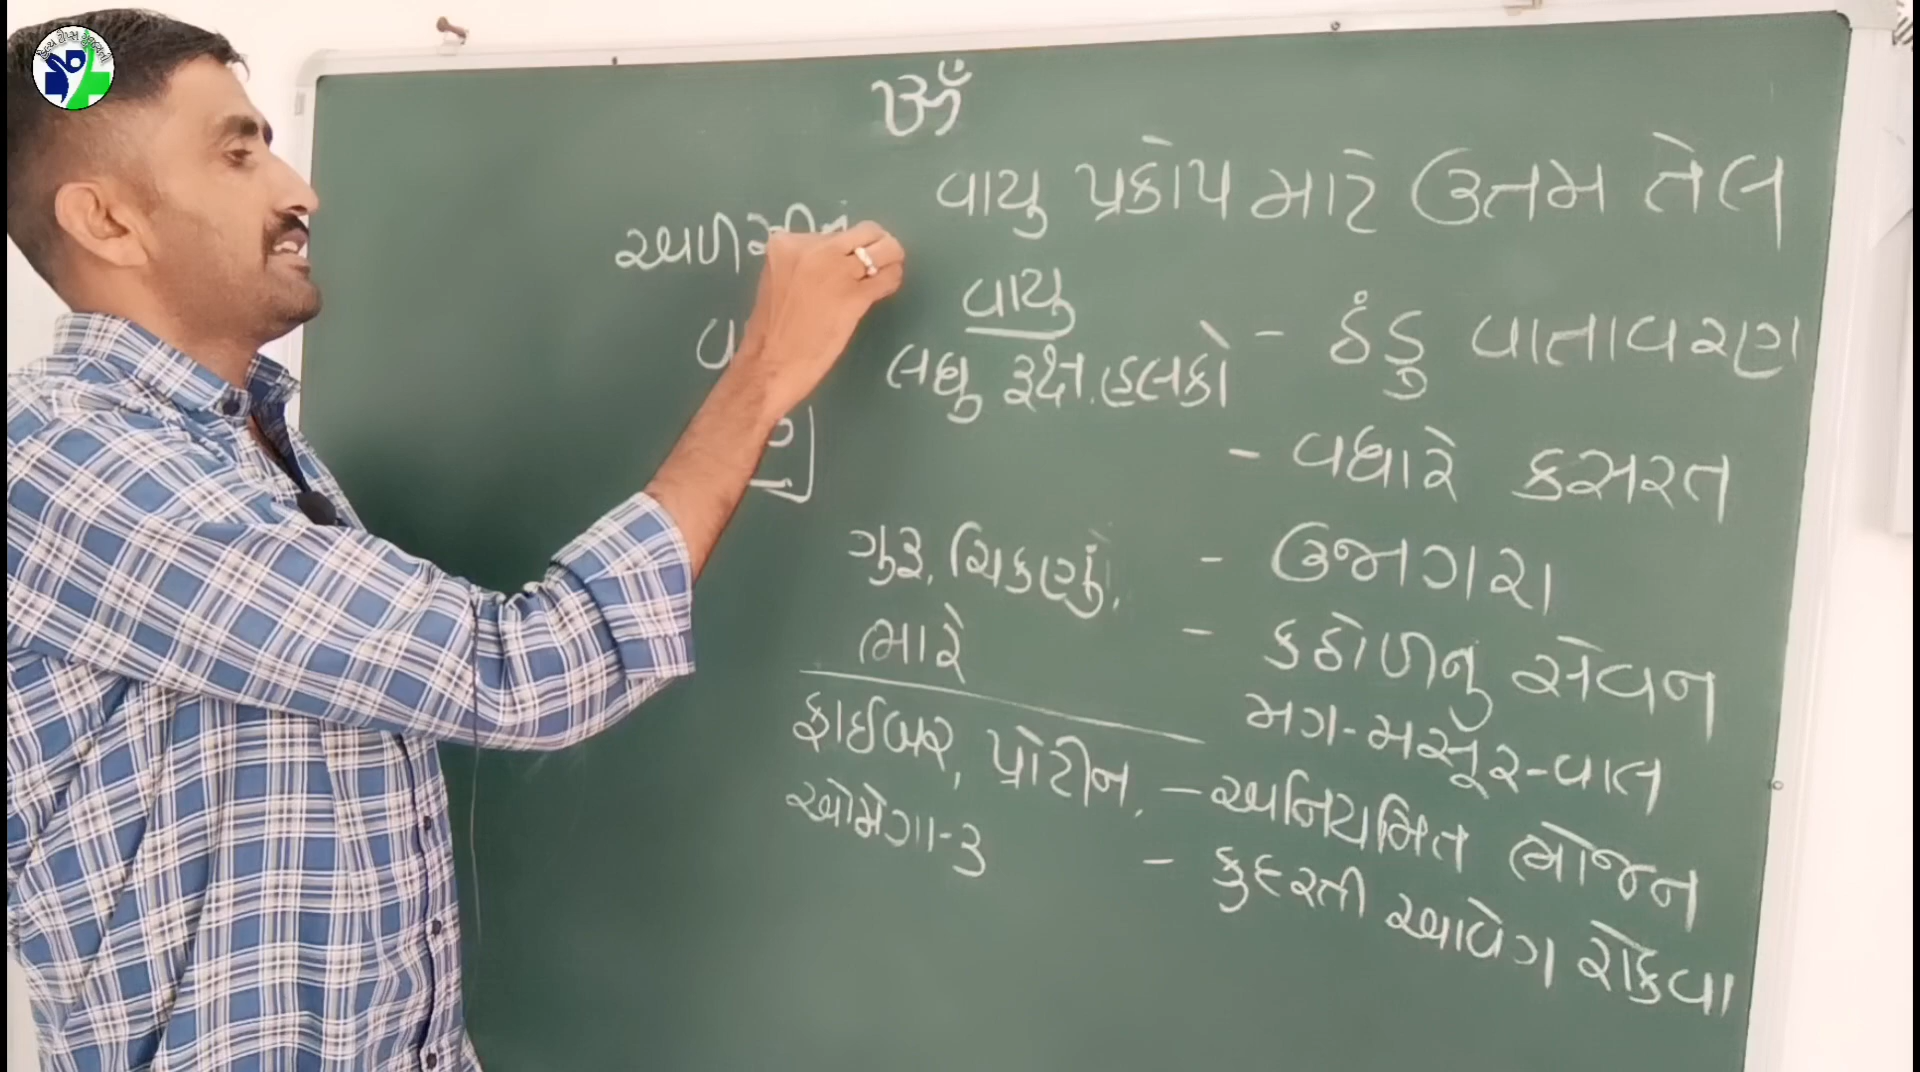 ૐ
વાયુ પ્રકોપ માટે ઉતમ તેલ
અળસીનું
વાયુ
લઘુ રૂક્ષ. હલકો
- ઠંડુ વાતાવરણ
- વધારે કસરત
ગુરૂ, ચિકણું,
ભારે
- ઉજાગરા
- કઠોળનું સેવન
મગ-મસૂર-વાલ
ફાઈબર, પ્રોટીન,
ઓમેગા-૩
- અનિયમિત ભોજન
- કુદરતી આવેગ રોકવા